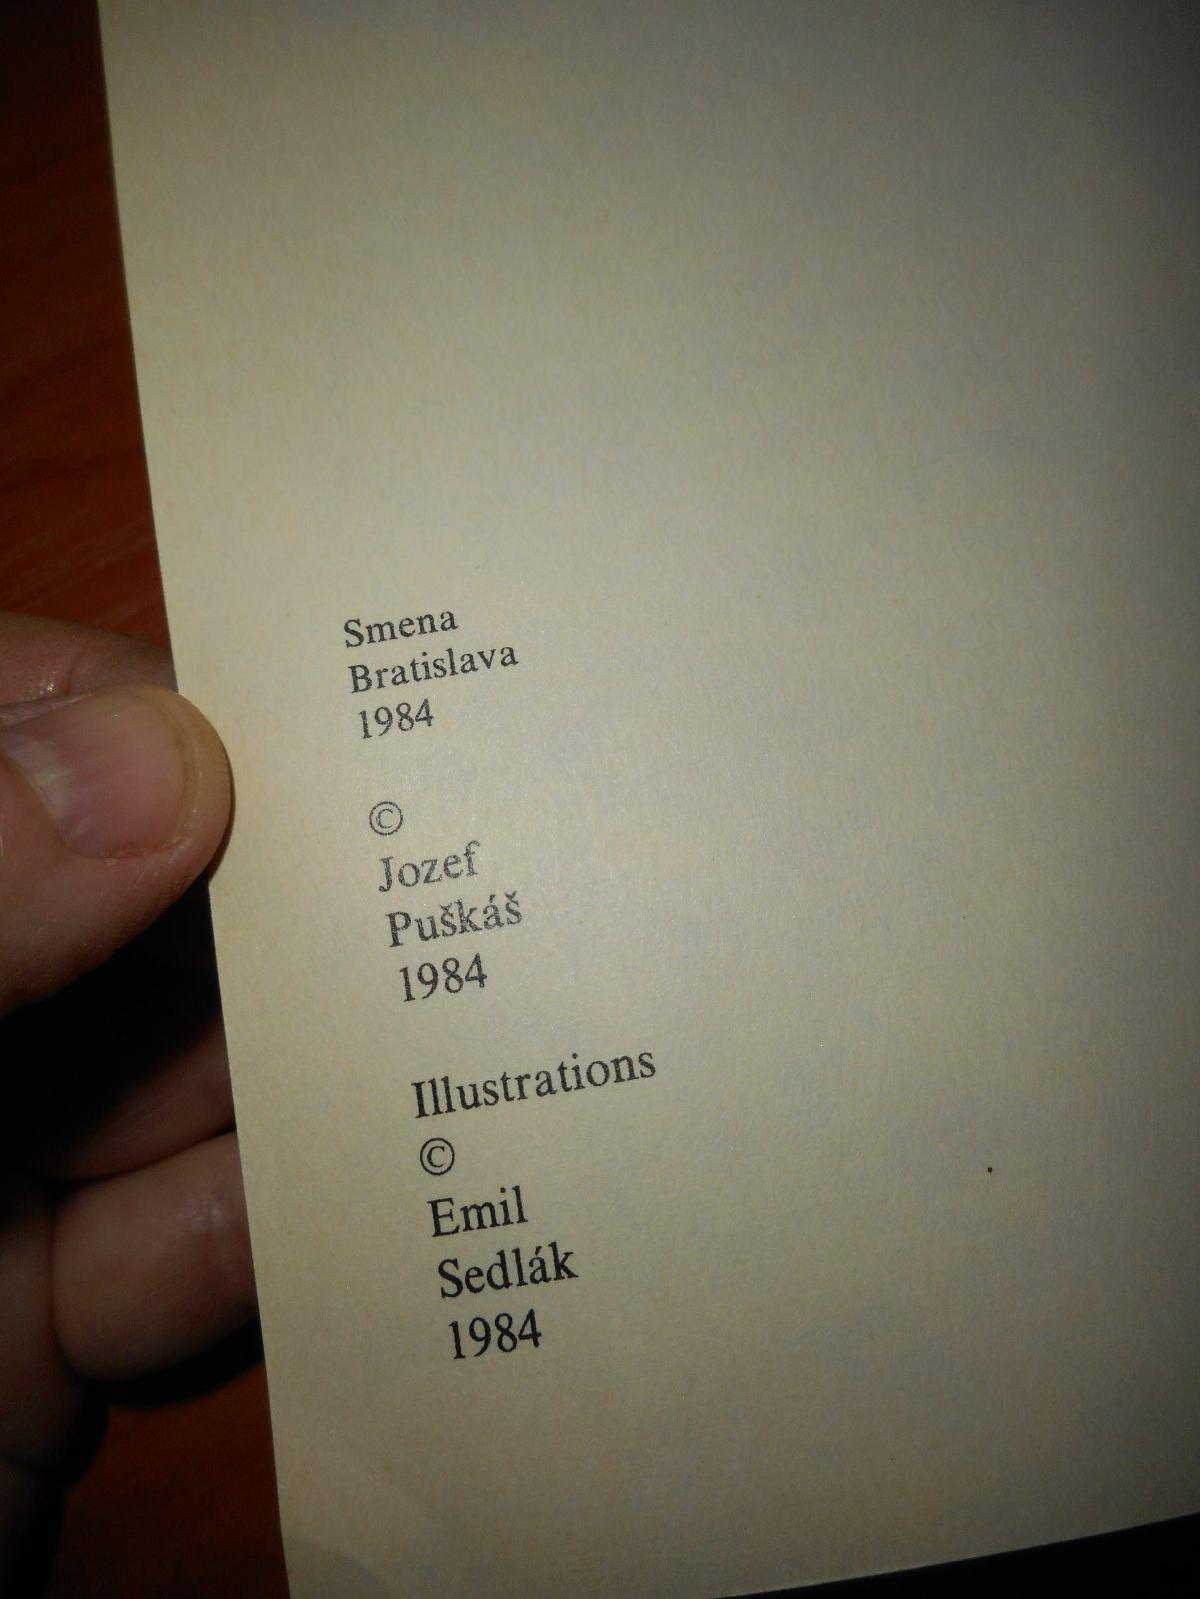 Smena
Bratislava
1984
©
Jozef
Puškáš
1984
Illustrations
©
Emil
Sedlák
1984